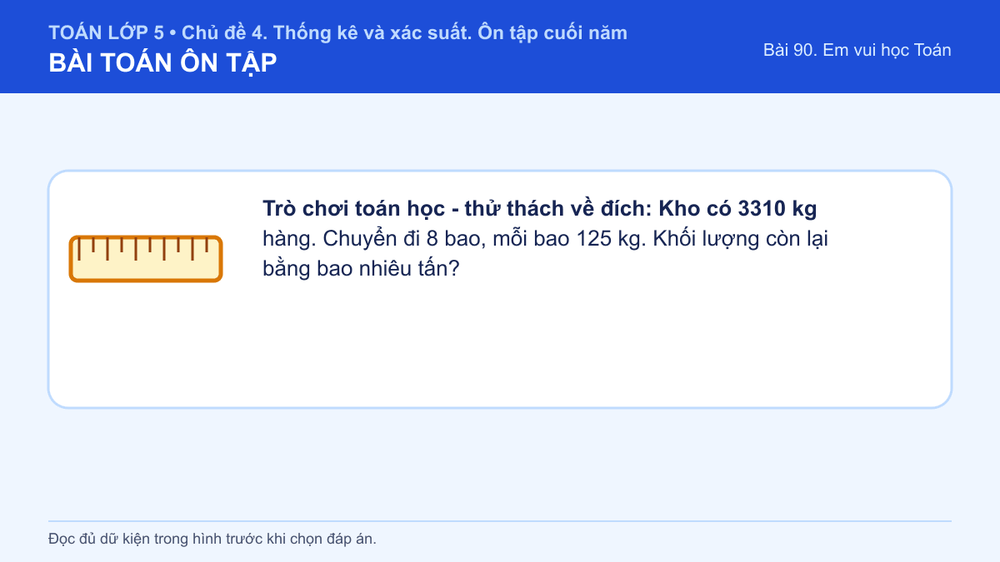 TOÁN LỚP 5 • Chủ đề 4. Thống kê và xác suất. Ôn tập cuối năm
BÀI TOÁN ÔN TẬP
Bài 90. Em vui học Toán
Trò chơi toán học - thử thách về đích: Kho có 3310 kg
hàng. Chuyển đi 8 bao, mỗi bao 125 kg. Khối lượng còn lại
bằng bao nhiêu tấn?
Đọc đủ dữ kiện trong hình trước khi chọn đáp án.